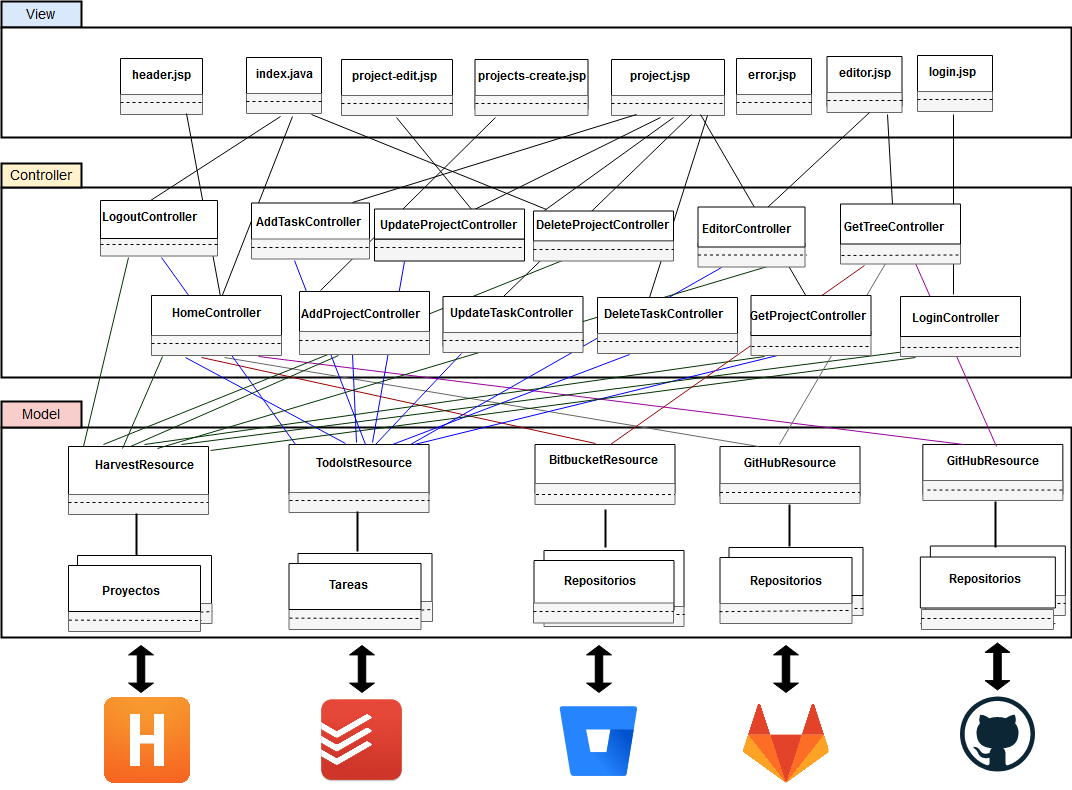 View
header.jsp
index.java
project-edit.jsp
projects-create.jsp
project.jsp
error.jsp
editor.jsp
login.jsp
Controller
LogoutController
AddTaskController
UpdateProjectController
DeleteProjectController
EditorController
GetTreeController
HomeController
AddProjectController
UpdateTaskController
DeleteTaskController
GetProjectController
LoginController
Model
HarvestResource
TodoIstResource
BitbucketResource
GitHubResource
GitHubResource
Proyectos
Tareas
Repositorios
Repositorios
Repositorios
H